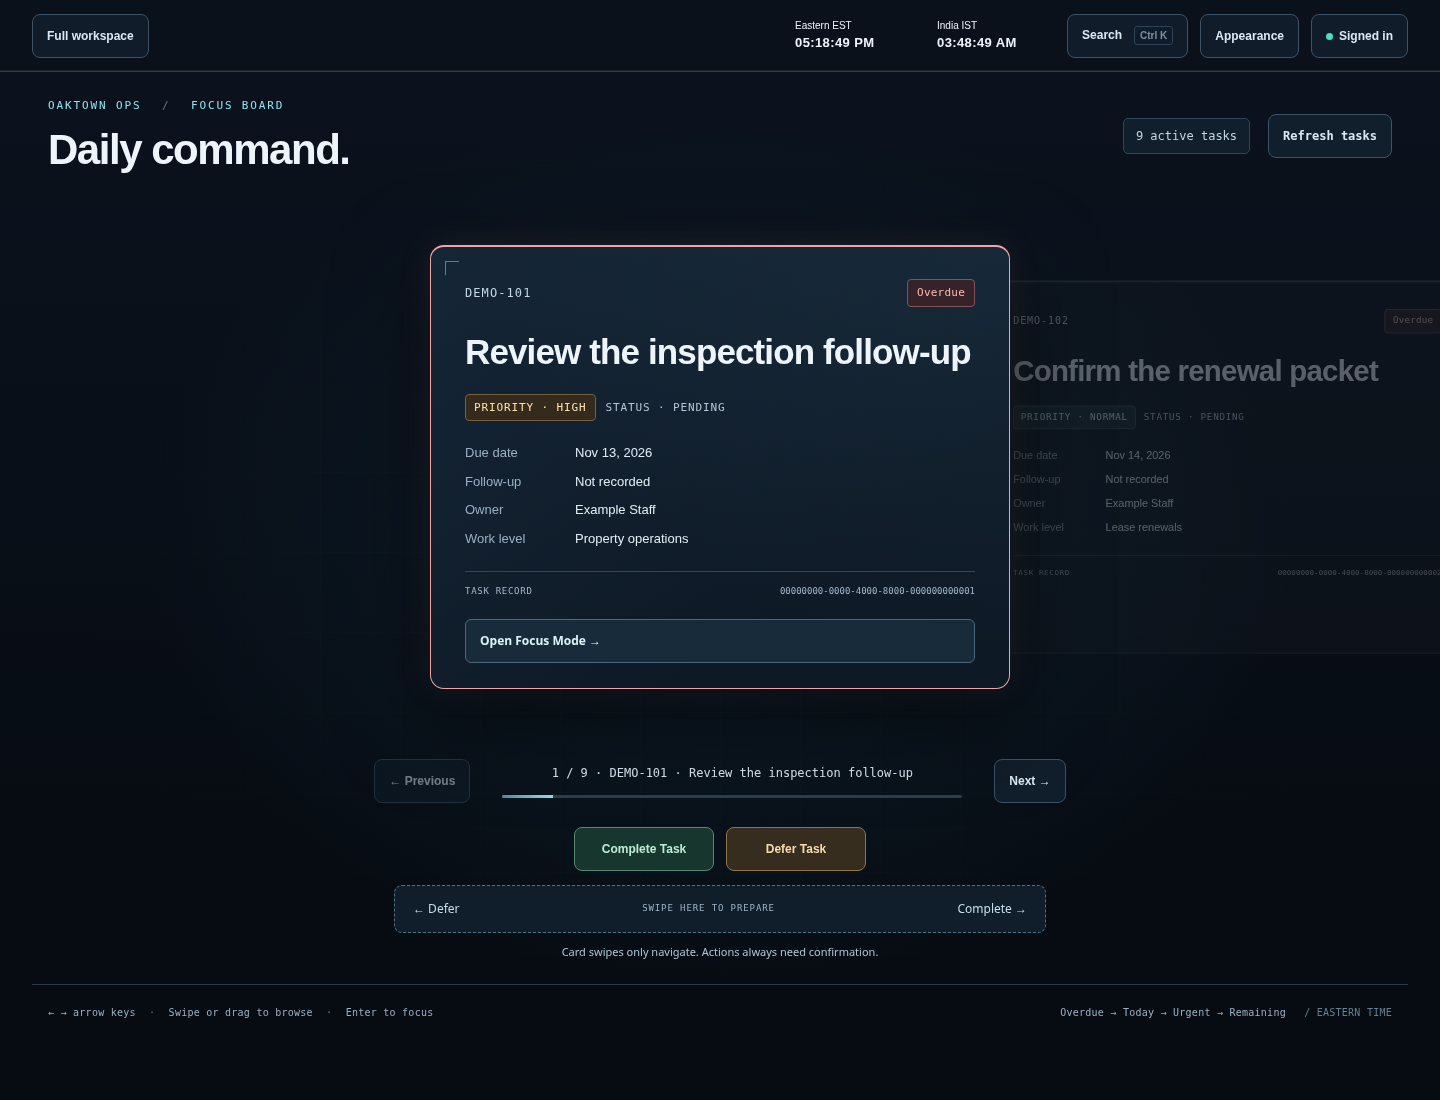 Full workspace
Eastern EST
05:18:49 PM
India IST
03:48:49 AM
Search Ctrl K
Appearance
Signed in
OAKTOWN OPS / FOCUS BOARD
Daily command.
9 active tasks
Refresh tasks
DEMO-101
Overdue
Review the inspection follow-up
PRIORITY · HIGH STATUS · PENDING
Due date Nov 13, 2026
Follow-up Not recorded
Owner Example Staff
Work level Property operations
TASK RECORD 00000000-0000-4000-8000-000000000001
Open Focus Mode →
DEMO-102
Overdue
Confirm the renewal packet
PRIORITY · NORMAL STATUS · PENDING
Due date Nov 14, 2026
Follow-up Not recorded
Owner Example Staff
Work level Lease renewals
TASK RECORD 00000000-0000-4000-8000-000000000002
← Previous
1 / 9 · DEMO-101 · Review the inspection follow-up
Next →
Complete Task
Defer Task
← Defer SWIPE HERE TO PREPARE Complete →
Card swipes only navigate. Actions always need confirmation.
← → arrow keys · Swipe or drag to browse · Enter to focus
Overdue → Today → Urgent → Remaining / EASTERN TIME